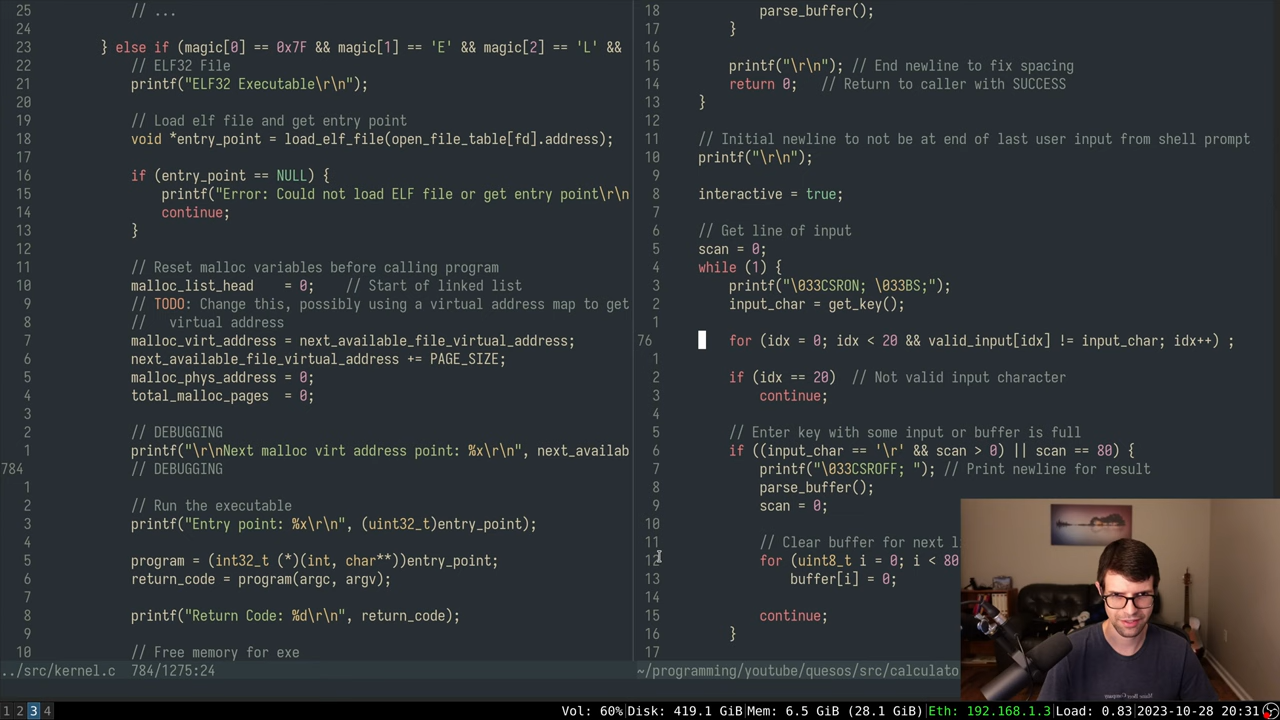 25 // ...
24
23 } else if (magic[0] == 0x7F && magic[1] == 'E' && magic[2] == 'L' &&
22 // ELF32 File
21 printf("ELF32 Executable\r\n");
20
19 // Load elf file and get entry point
18 void *entry_point = load_elf_file(open_file_table[fd].address);
17
16 if (entry_point == NULL) {
15 printf("Error: Could not load ELF file or get entry point\r\n
14 continue;
13 }
12
11 // Reset malloc variables before calling program
10 malloc_list_head = 0; // Start of linked list
9 // TODO: Change this, possibly using a virtual address map to get
8 // virtual address
7 malloc_virt_address = next_available_file_virtual_address;
6 next_available_file_virtual_address += PAGE_SIZE;
5 malloc_phys_address = 0;
4 total_malloc_pages = 0;
3
2 // DEBUGGING
1 printf("\r\nNext malloc virt address point: %x\r\n", next_availab
784 // DEBUGGING
1
2 // Run the executable
3 printf("Entry point: %x\r\n", (uint32_t)entry_point);
4
5 program = (int32_t (*)(int, char**))entry_point;
6 return_code = program(argc, argv);
7
8 printf("Return Code: %d\r\n", return_code);
9
10 // Free memory for exe
../src/kernel.c 784/1275:24
18 parse_buffer();
17 }
16
15 printf("\r\n"); // End newline to fix spacing
14 return 0; // Return to caller with SUCCESS
13 }
12
11 // Initial newline to not be at end of last user input from shell prompt
10 printf("\r\n");
9
8 interactive = true;
7
6 // Get line of input
5 scan = 0;
4 while (1) {
3 printf("\033CSRON; \033BS;");
2 input_char = get_key();
1
76 for (idx = 0; idx < 20 && valid_input[idx] != input_char; idx++) ;
1
2 if (idx == 20) // Not valid input character
3 continue;
4
5 // Enter key with some input or buffer is full
6 if ((input_char == '\r' && scan > 0) || scan == 80) {
7 printf("\033CSROFF; "); // Print newline for result
8 parse_buffer();
9 scan = 0;
10
11 // Clear buffer for next l
12 for (uint8_t i = 0; i < 80
13 buffer[i] = 0;
14
15 continue;
16 }
17
~/programming/youtube/quesos/src/calculato
1 2 3 4 Vol: 60% Disk: 419.1 GiB Mem: 6.5 GiB (28.1 GiB) Eth: 192.168.1.3 Load: 0.83 2023-10-28 20:31